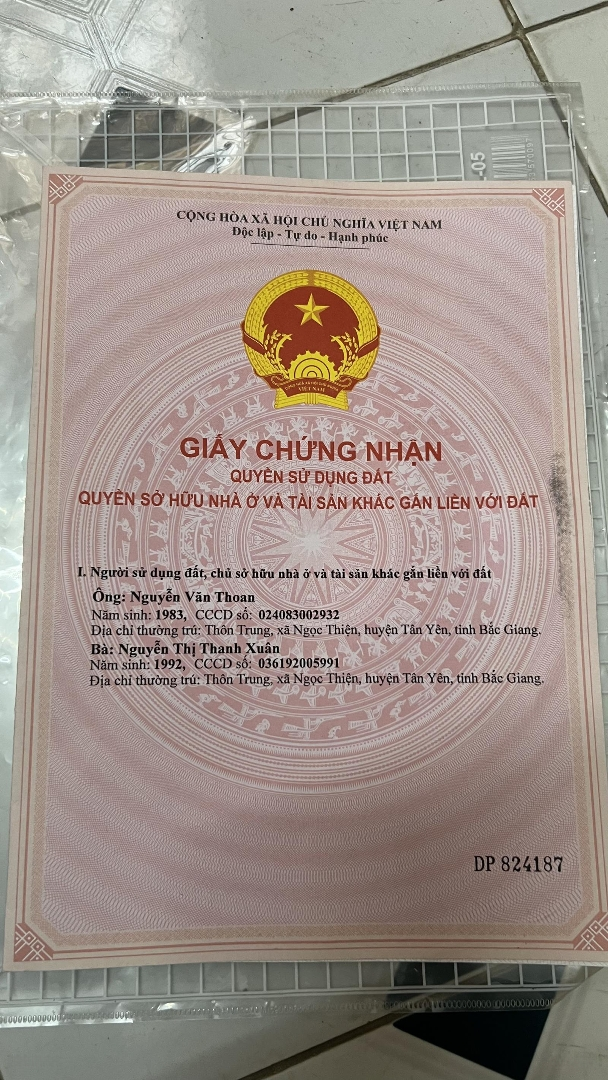 CỘNG HÒA XÃ HỘI CHỦ NGHĨA VIỆT NAM
Độc lập - Tự do - Hạnh phúc
VIỆT NAM
GIẤY CHỨNG NHẬN
QUYỀN SỬ DỤNG ĐẤT
QUYỀN SỞ HỮU NHÀ Ở VÀ TÀI SẢN KHÁC GẮN LIỀN VỚI ĐẤT
I. Người sử dụng đất, chủ sở hữu nhà ở và tài sản khác gắn liền với đất
Ông: Nguyễn Văn Thoan
Năm sinh: 1983, CCCD số: 024083002932
Địa chỉ thường trú: Thôn Trung, xã Ngọc Thiện, huyện Tân Yên, tỉnh Bắc Giang.
Bà: Nguyễn Thị Thanh Xuân
Năm sinh: 1992, CCCD số: 036192005991
Địa chỉ thường trú: Thôn Trung, xã Ngọc Thiện, huyện Tân Yên, tỉnh Bắc Giang.
DP 824187